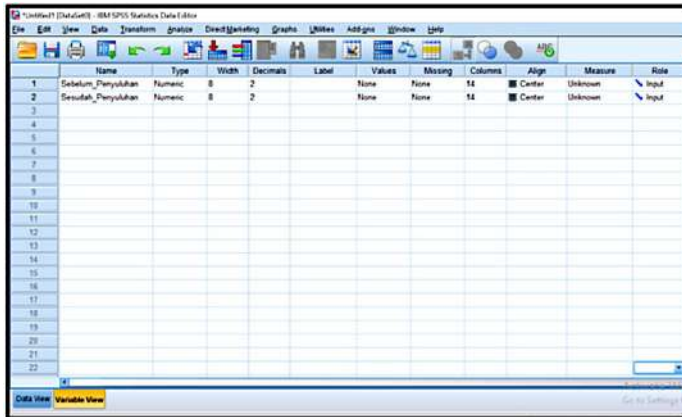 *Untitled1 [DataSet0] - IBM SPSS Statistics Data Editor
File Edit View Data Transform Analyze Direct Marketing Graphs Utilities Add-ons Window Help
Name Type Width Decimals Label Values Missing Columns Align Measure Role
1 Sebelum_Penyuluhan Numeric 8 2 None None 14 Center Unknown Input
2 Sesudah_Penyuluhan Numeric 8 2 None None 14 Center Unknown Input
3
4
5
6
7
8
9
10
11
12
13
14
15
16
17
18
19
20
21
22
Data View Variable View
Go to Settings